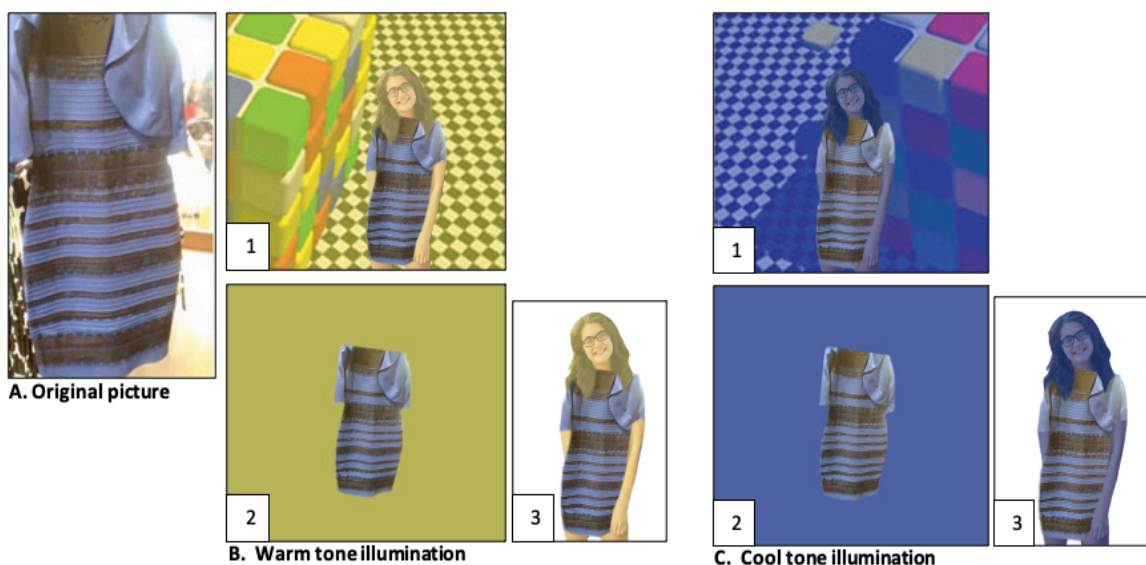 1
1
A. Original picture
2
3
2
3
B. Warm tone illumination
C. Cool tone illumination